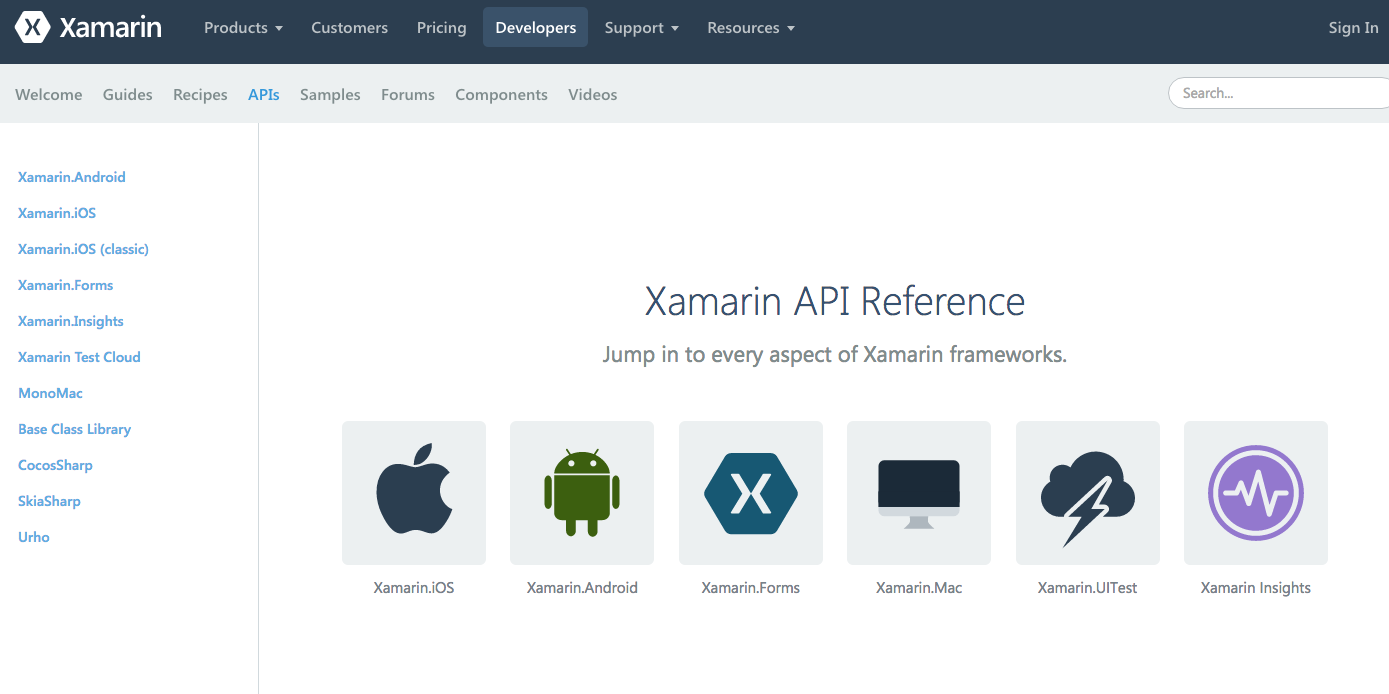 Xamarin Products Customers Pricing Developers Support Resources Sign In
Welcome Guides Recipes APIs Samples Forums Components Videos Search...
Xamarin.Android
Xamarin.iOS
Xamarin.iOS (classic)
Xamarin.Forms
Xamarin.Insights
Xamarin Test Cloud
MonoMac
Base Class Library
CocosSharp
SkiaSharp
Urho
Xamarin API Reference
Jump in to every aspect of Xamarin frameworks.
Xamarin.iOS Xamarin.Android Xamarin.Forms Xamarin.Mac Xamarin.UITest Xamarin Insights